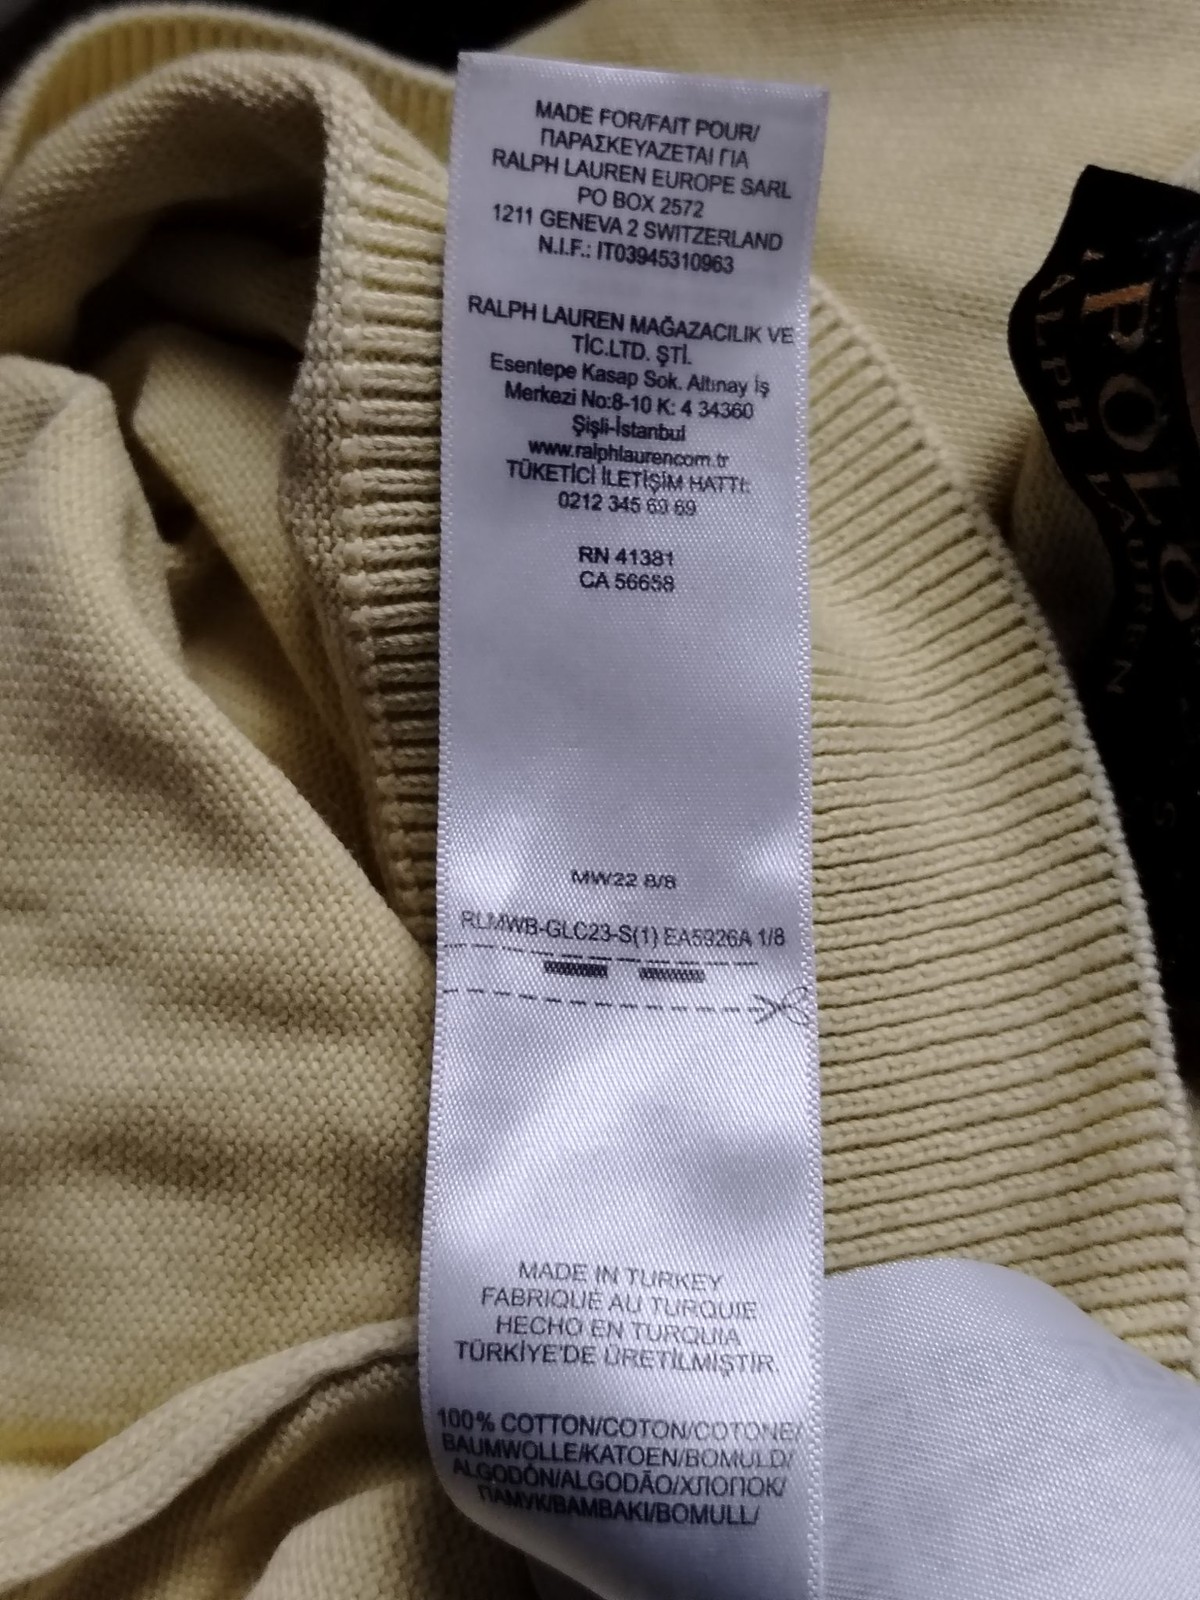 MADE FOR/FAIT POUR/
ΠΑΡΑΣΚΕΥΑΖΕΤΑΙ ΓΙΑ
RALPH LAUREN EUROPE SARL
PO BOX 2572
1211 GENEVA 2 SWITZERLAND
N.I.F.: IT03945310963
RALPH LAUREN MAĞAZACILIK VE
TİC.LTD. ŞTİ.
Esentepe Kasap Sok. Altınay İş
Merkezi No:8-10 K: 4 34360
Şişli-İstanbul
www.ralphlaurencom.tr
TÜKETİCİ İLETİŞİM HATTI:
0212 345 69 69
RN 41381
CA 56658
MW22 8/8
RLMWB-GLC23-S(1) EA5926A 1/8
MADE IN TURKEY
FABRIQUÉ AU TURQUIE
HECHO EN TURQUIA
TÜRKİYE'DE ÜRETİLMİŞTİR.
100% COTTON/COTON/COTONE/
BAUMWOLLE/KATOEN/BOMULD/
ALGODÓN/ALGODÃO/ХЛОПОК/
ПАМУК/BAMBAKI/BOMULL/
POLO
RALPH LAUREN
S